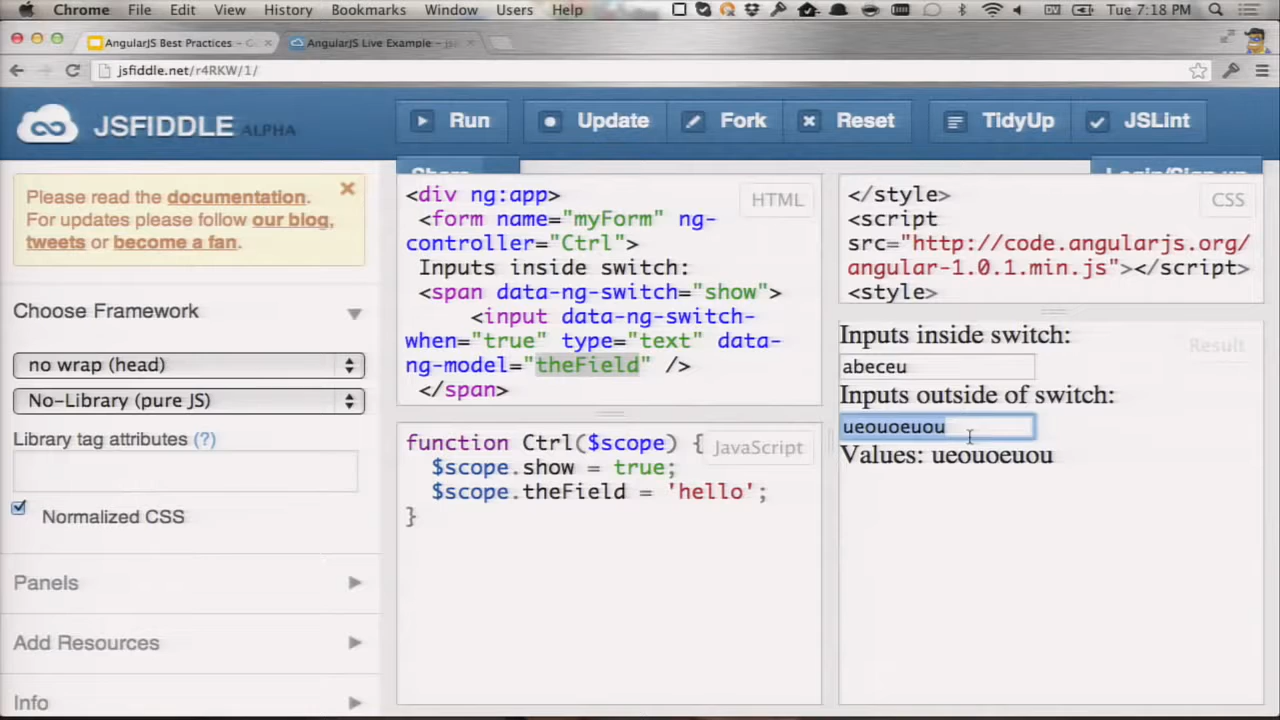 Chrome File Edit View History Bookmarks Window Users Help Tue 7:18 PM
AngularJS Best Practices - G AngularJS Live Example - js
jsfiddle.net/r4RKW/1/
JSFIDDLE ALPHA Run Update Fork Reset TidyUp JSLint
Share Login/Sign up
Please read the documentation.
For updates please follow our blog,
tweets or become a fan.
Choose Framework
no wrap (head)
No-Library (pure JS)
Library tag attributes (?)
Normalized CSS
Panels
Add Resources
Info
HTML
<div ng:app>
<form name="myForm" ng-
controller="Ctrl">
Inputs inside switch:
<span data-ng-switch="show">
<input data-ng-switch-
when="true" type="text" data-
ng-model="theField" />
</span>
JavaScript
function Ctrl($scope) {
$scope.show = true;
$scope.theField = 'hello';
}
CSS
</style>
<script
src="http://code.angularjs.org/
angular-1.0.1.min.js"></script>
<style>
Result
Inputs inside switch:
abeceu
Inputs outside of switch:
ueouoeuou
Values: ueouoeuou